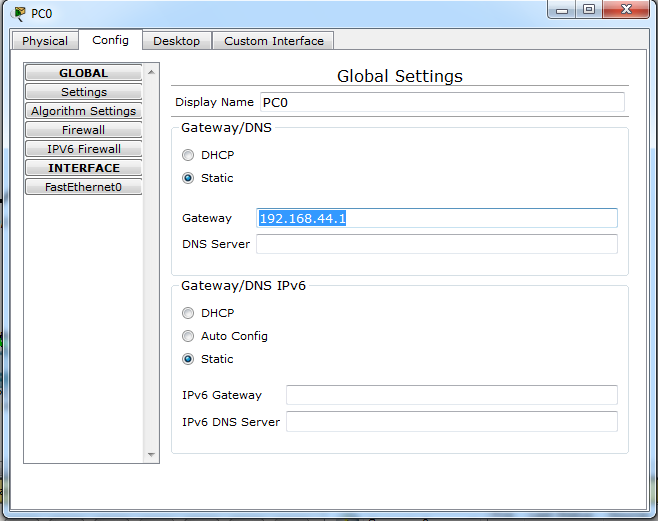 PC0
Physical
Config
Desktop
Custom Interface
GLOBAL
Settings
Algorithm Settings
Firewall
IPV6 Firewall
INTERFACE
FastEthernet0
Global Settings
Display Name PC0
Gateway/DNS
DHCP
Static
Gateway 192.168.44.1
DNS Server
Gateway/DNS IPv6
DHCP
Auto Config
Static
IPv6 Gateway
IPv6 DNS Server